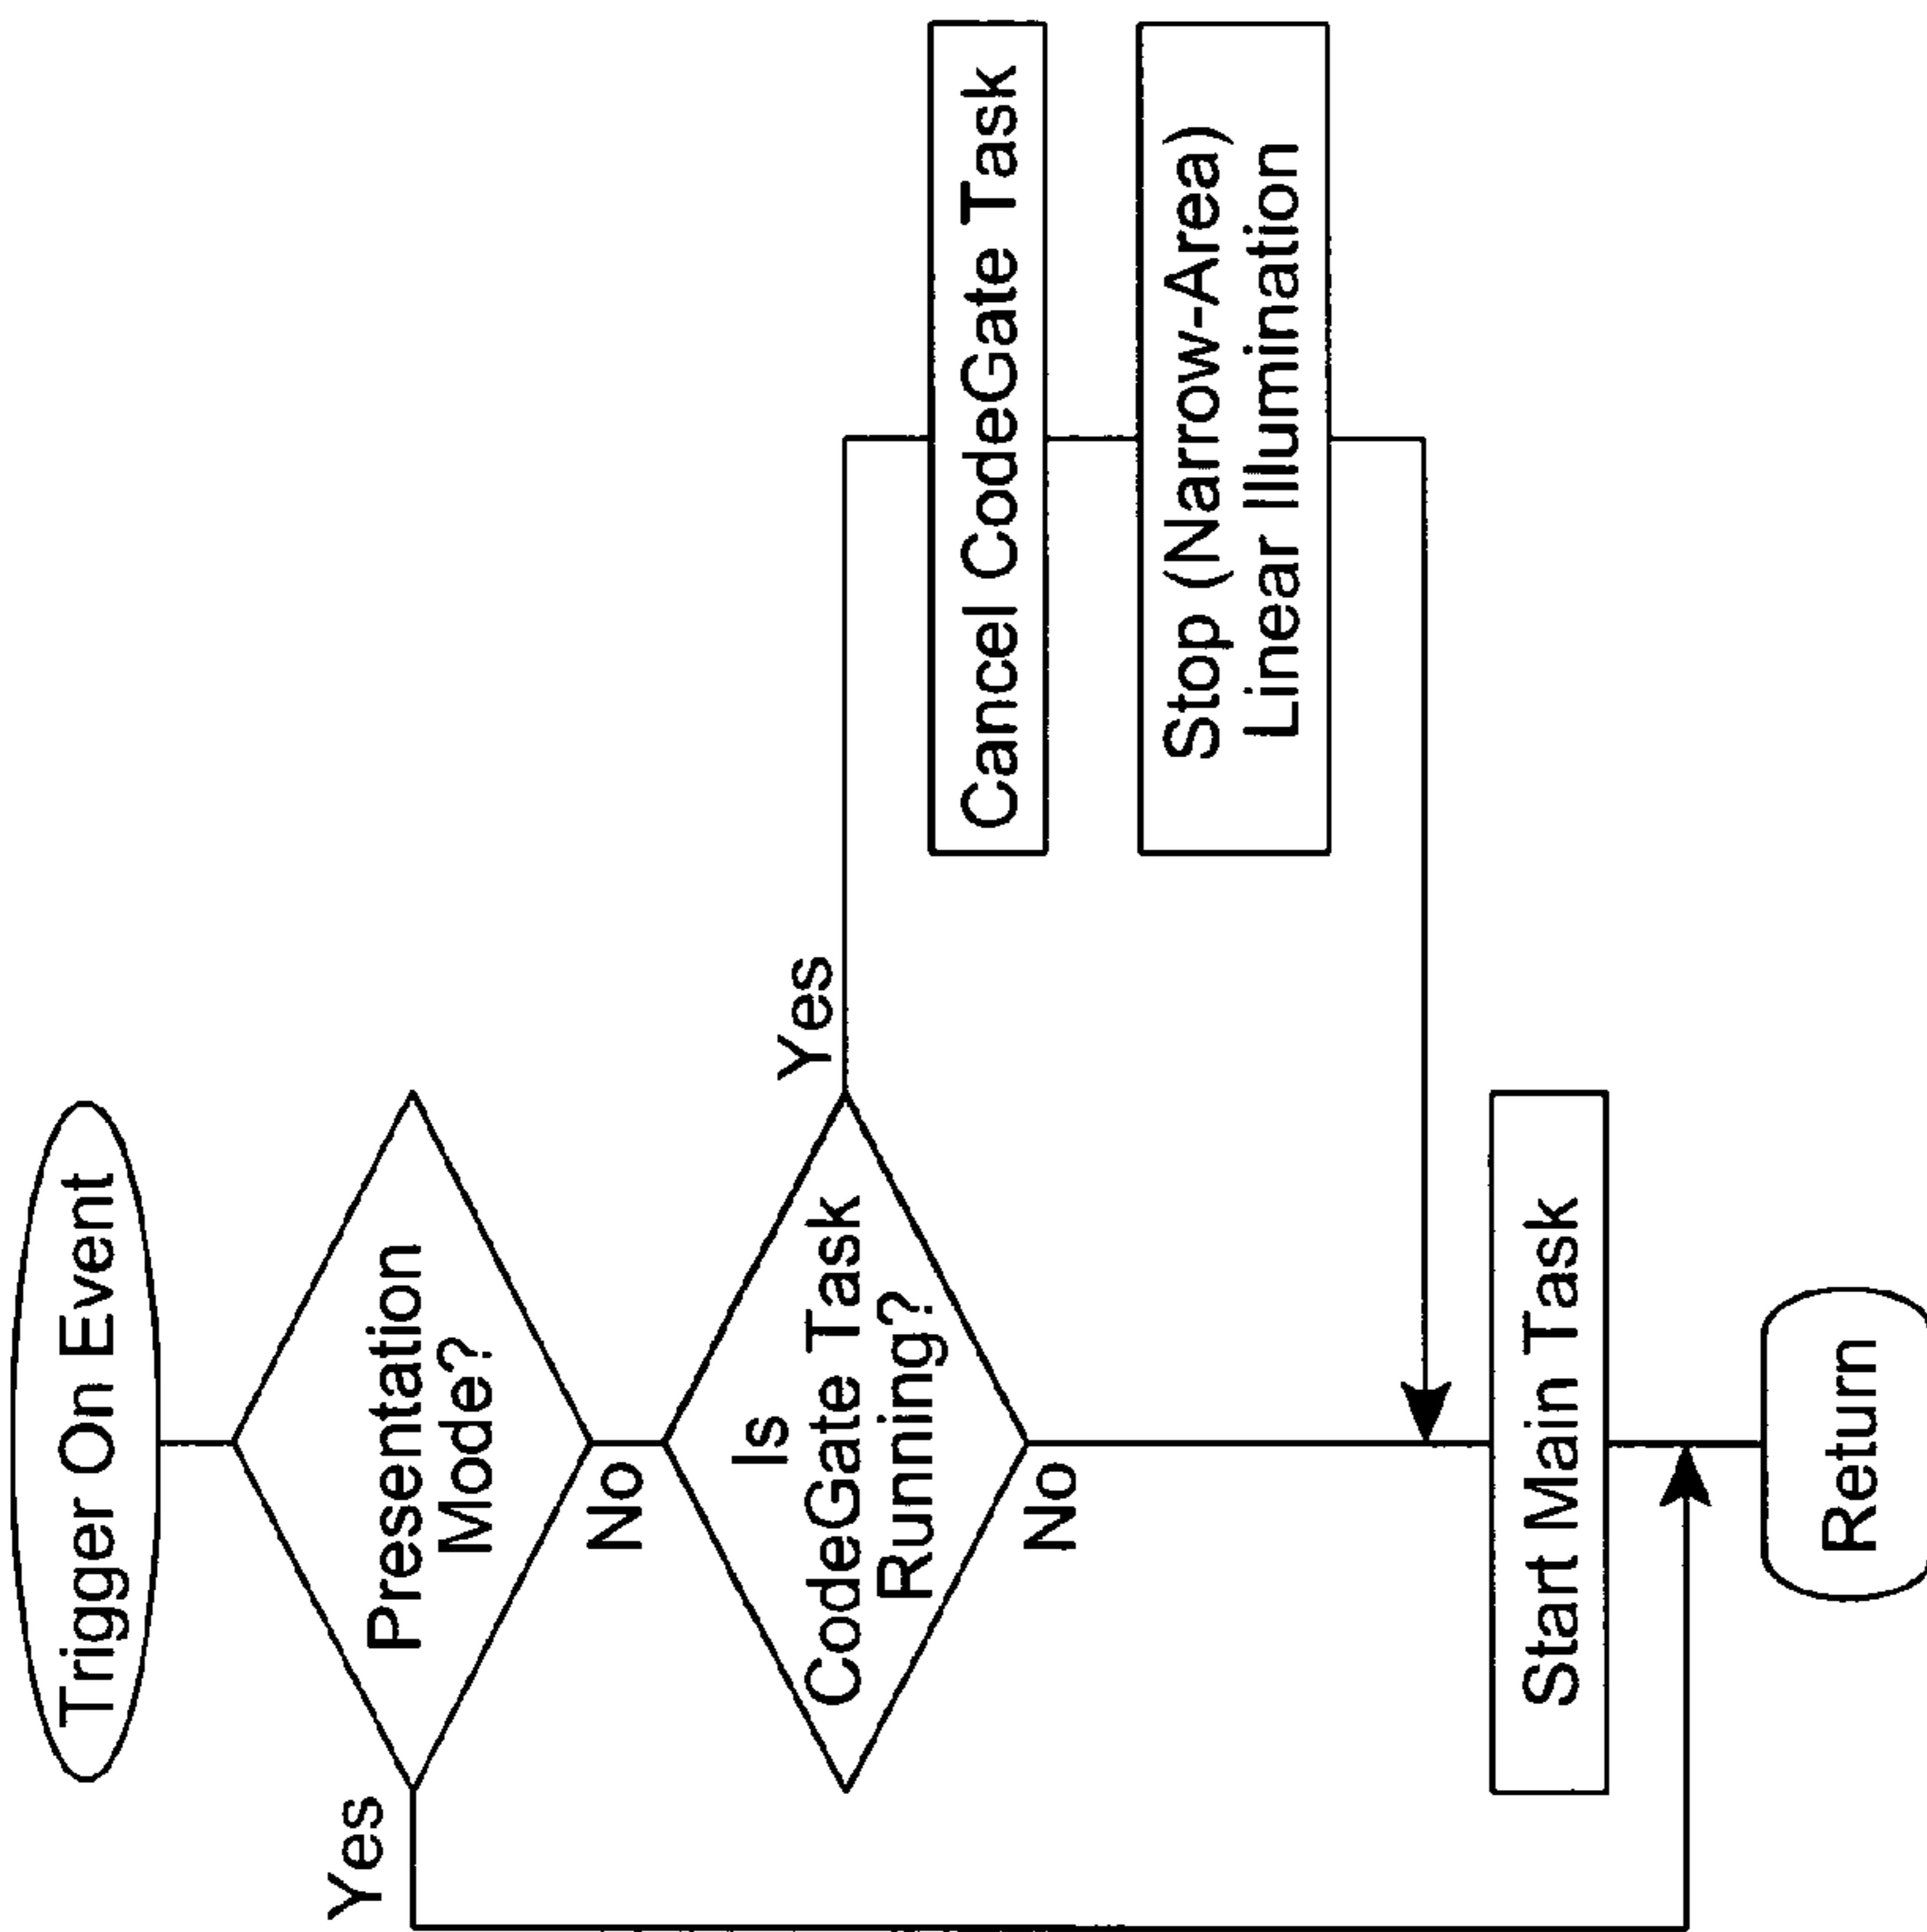 Trigger On Event
Presentation
Mode?
Yes
No
Is
CodeGate Task
Running?
Yes
No
Cancel CodeGate Task
Stop (Narrow-Area)
Linear Illumination
Start Main Task
Return